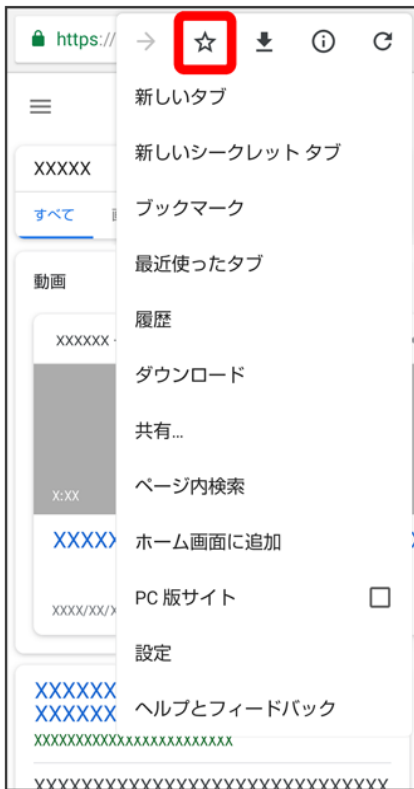 https://
新しいタブ
新しいシークレット タブ
XXXXX
すべて
ブックマーク
最近使ったタブ
動画
履歴
XXXXXX
ダウンロード
共有...
ページ内検索
X:XX
XXXXX
ホーム画面に追加
PC 版サイト
XXXX/XX/X
設定
XXXXXXX
XXXXXXX
ヘルプとフィードバック
XXXXXXXXXXXXXXXXXXXXXXXX
XXXXXXXXXXXXXXXXXXXXXXXXXXXXX